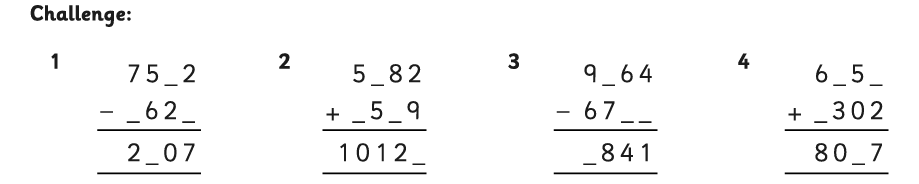 Challenge:
1 75_2 2 5_82 3 9_64 4 6_5_
− _62_ + _5_9 − 67__ + _302
2_07 1012_ _841 80_7